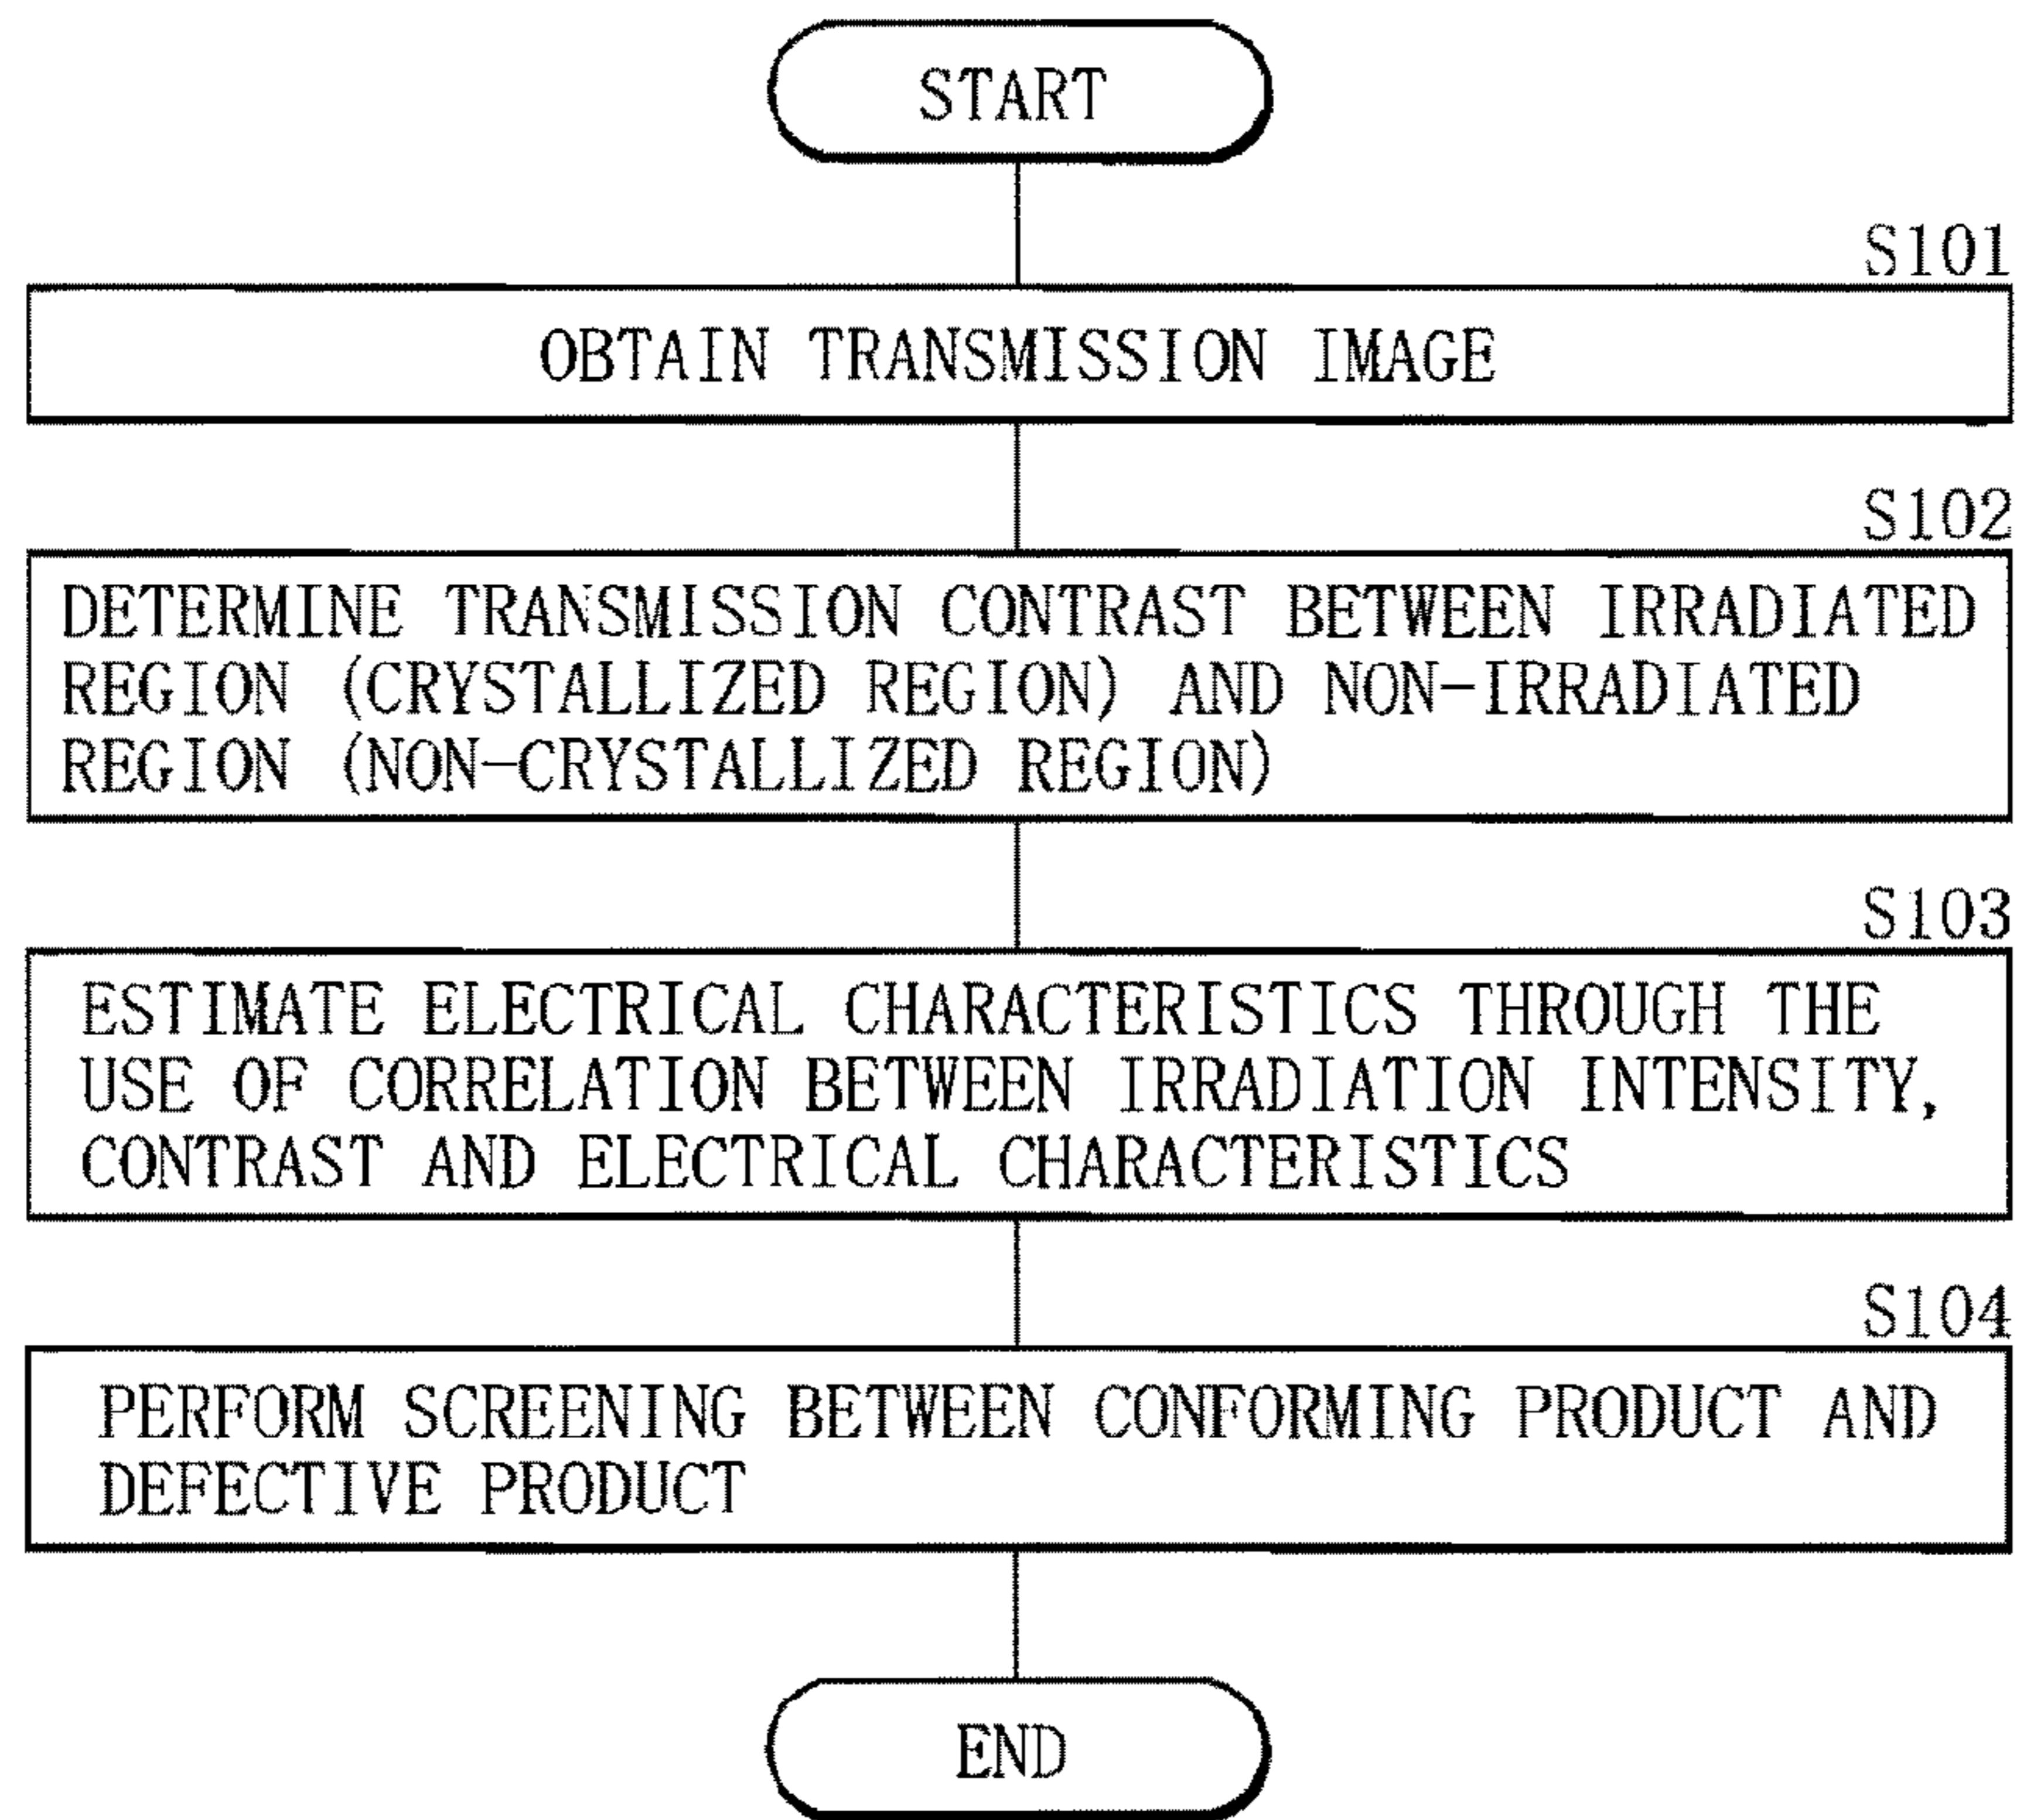 START
S101
OBTAIN TRANSMISSION IMAGE
S102
DETERMINE TRANSMISSION CONTRAST BETWEEN IRRADIATED
REGION (CRYSTALLIZED REGION) AND NON-IRRADIATED
REGION (NON-CRYSTALLIZED REGION)
S103
ESTIMATE ELECTRICAL CHARACTERISTICS THROUGH THE
USE OF CORRELATION BETWEEN IRRADIATION INTENSITY,
CONTRAST AND ELECTRICAL CHARACTERISTICS
S104
PERFORM SCREENING BETWEEN CONFORMING PRODUCT AND
DEFECTIVE PRODUCT
END